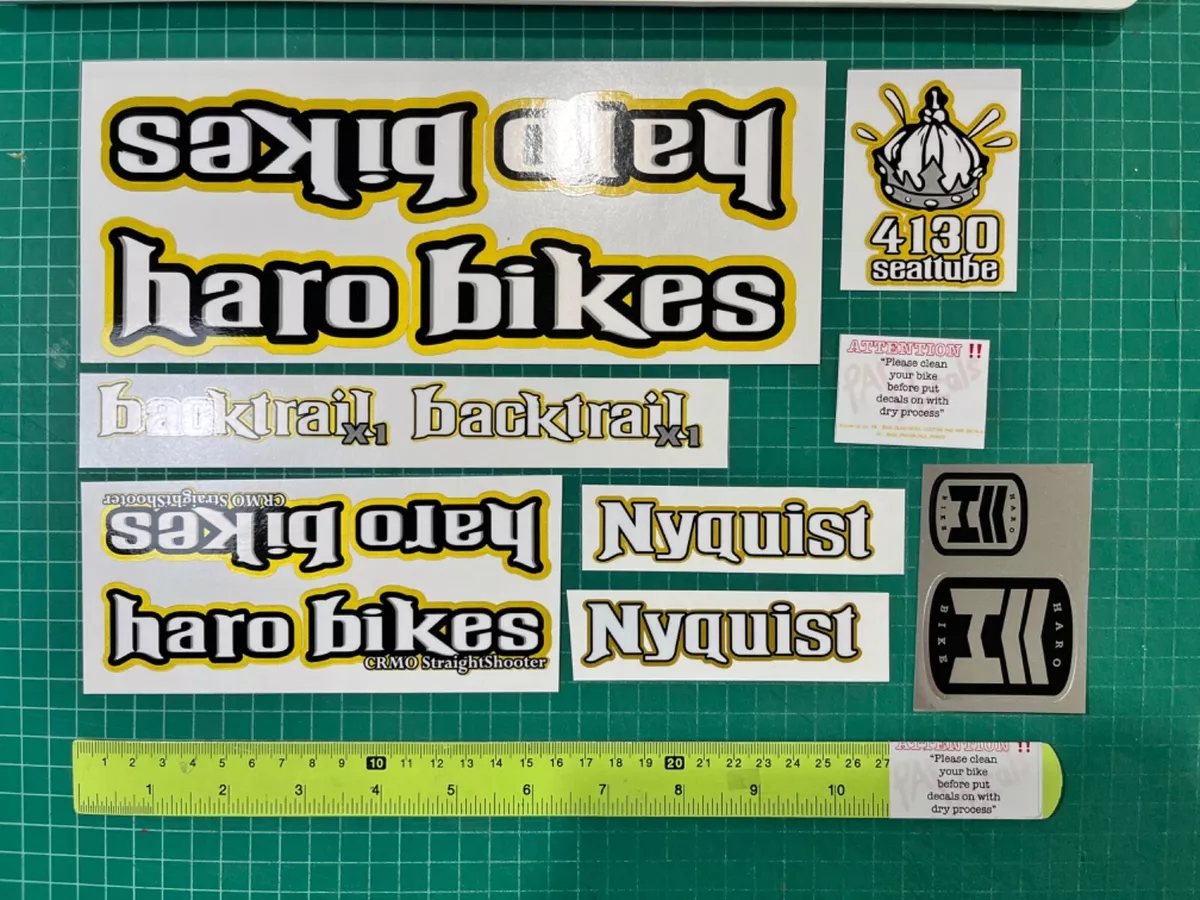 haro bikes
haro bikes
4130
seattube
ATTENTION !!
"Please clean
your bike
before put
decals on with
dry process"
backtrail x1
backtrail x1
CRMO StraightShooter
haro bikes
haro bikes
CRMO StraightShooter
Nyquist
Nyquist
HARO
BIKE
HARO
BIKE
1 2 3 4 5 6 7 8 9 10 11 12 13 14 15 16 17 18 19 20 21 22 23 24 25 26 27
1 2 3 4 5 6 7 8 9 10
ATTENTION !!
"Please clean
your bike
before put
decals on with
dry process"